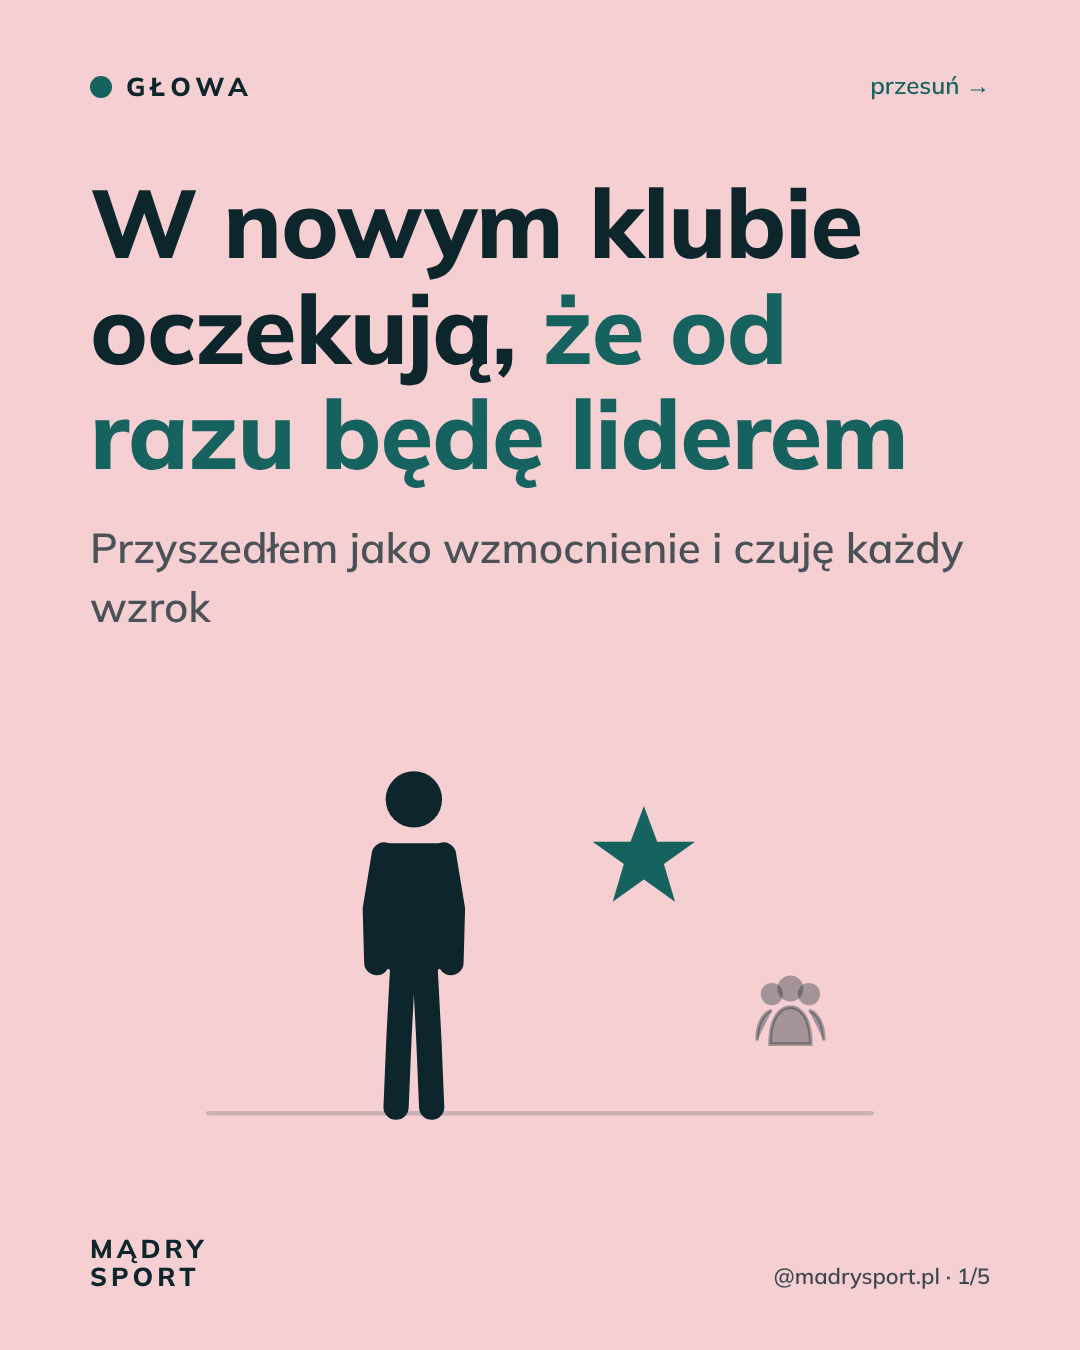 GŁOWA
przesuń →
W nowym klubie
oczekują, że od
razu będę liderem
Przyszedłem jako wzmocnienie i czuję każdy
wzrok
MĄDRY
SPORT
@madrysport.pl · 1/5